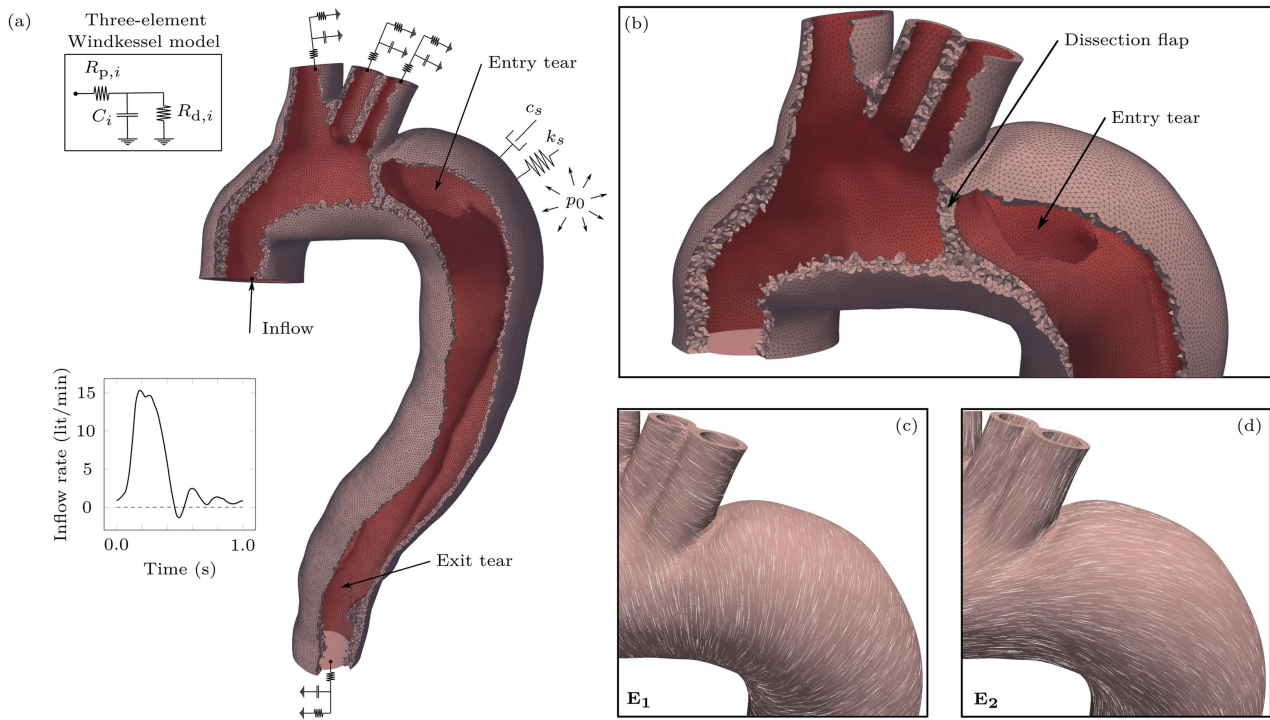 (a)
Three-element
Windkessel model
R_{p,i}
C_i
R_{d,i}
Entry tear
c_s
k_s
p_0
Inflow
Inflow rate (lit/min)
15
10
5
0
0.0
1.0
Time (s)
Exit tear
(b)
Dissection flap
Entry tear
(c)
E_1
(d)
E_2